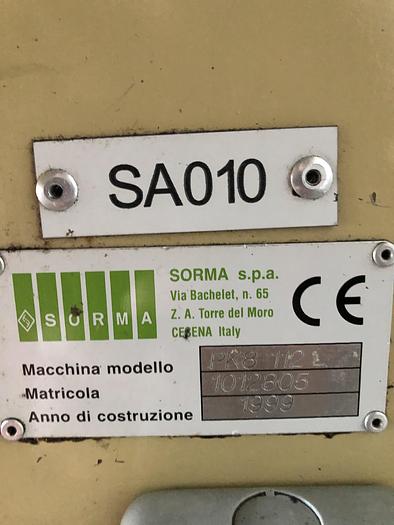 SA010
SORMA
SORMA s.p.a.
Via Bachelet, n. 65
Z. A. Torre del Moro
CESENA Italy
CE
Macchina modello PK8 112 L
Matricola 1012805
Anno di costruzione 1999